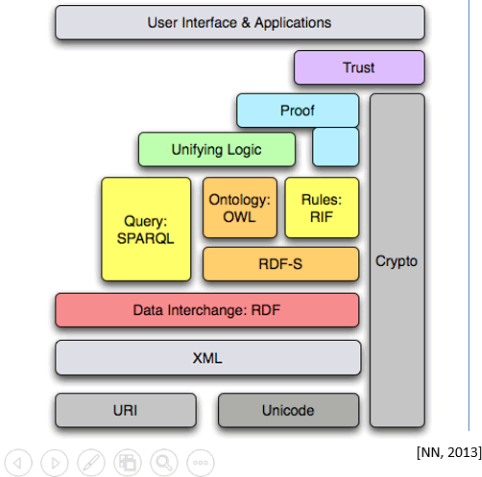 User Interface & Applications
Trust
Proof
Unifying Logic
Ontology:
OWL
Rules:
RIF
Query:
SPARQL
Crypto
RDF-S
Data Interchange: RDF
XML
URI
Unicode
[NN, 2013]